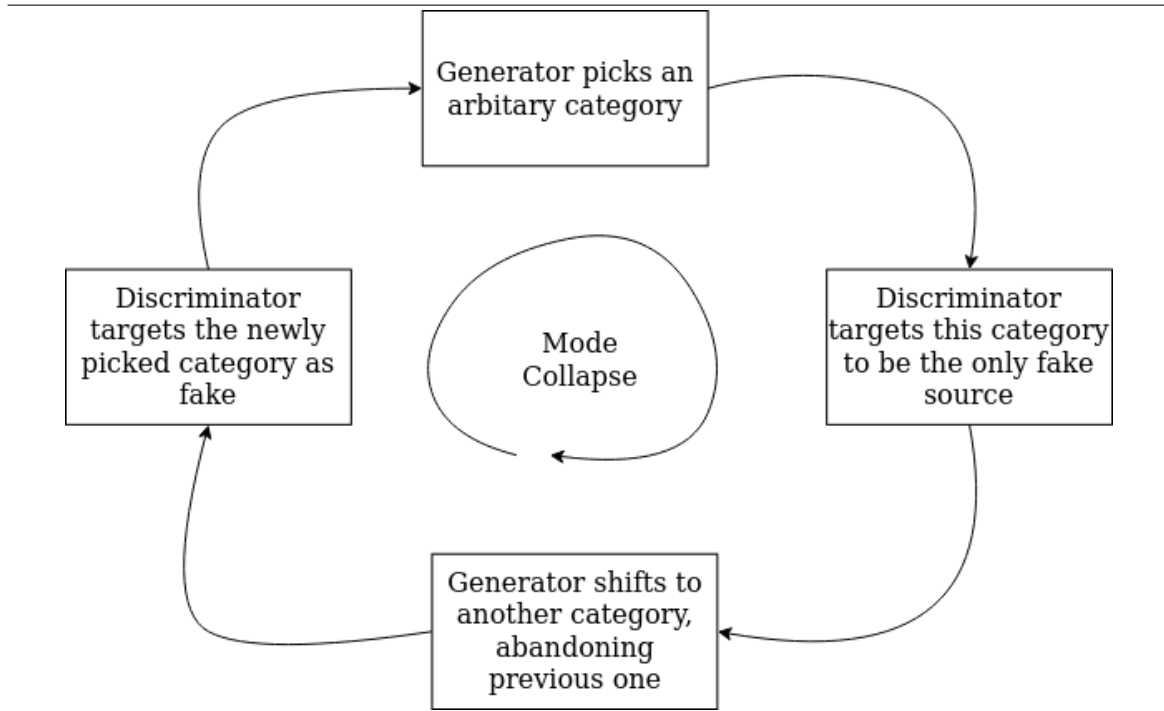 Generator picks an
arbitary category
Discriminator
targets the newly
picked category as
fake
Mode
Collapse
Discriminator
targets this category
to be the only fake
source
Generator shifts to
another category,
abandoning
previous one